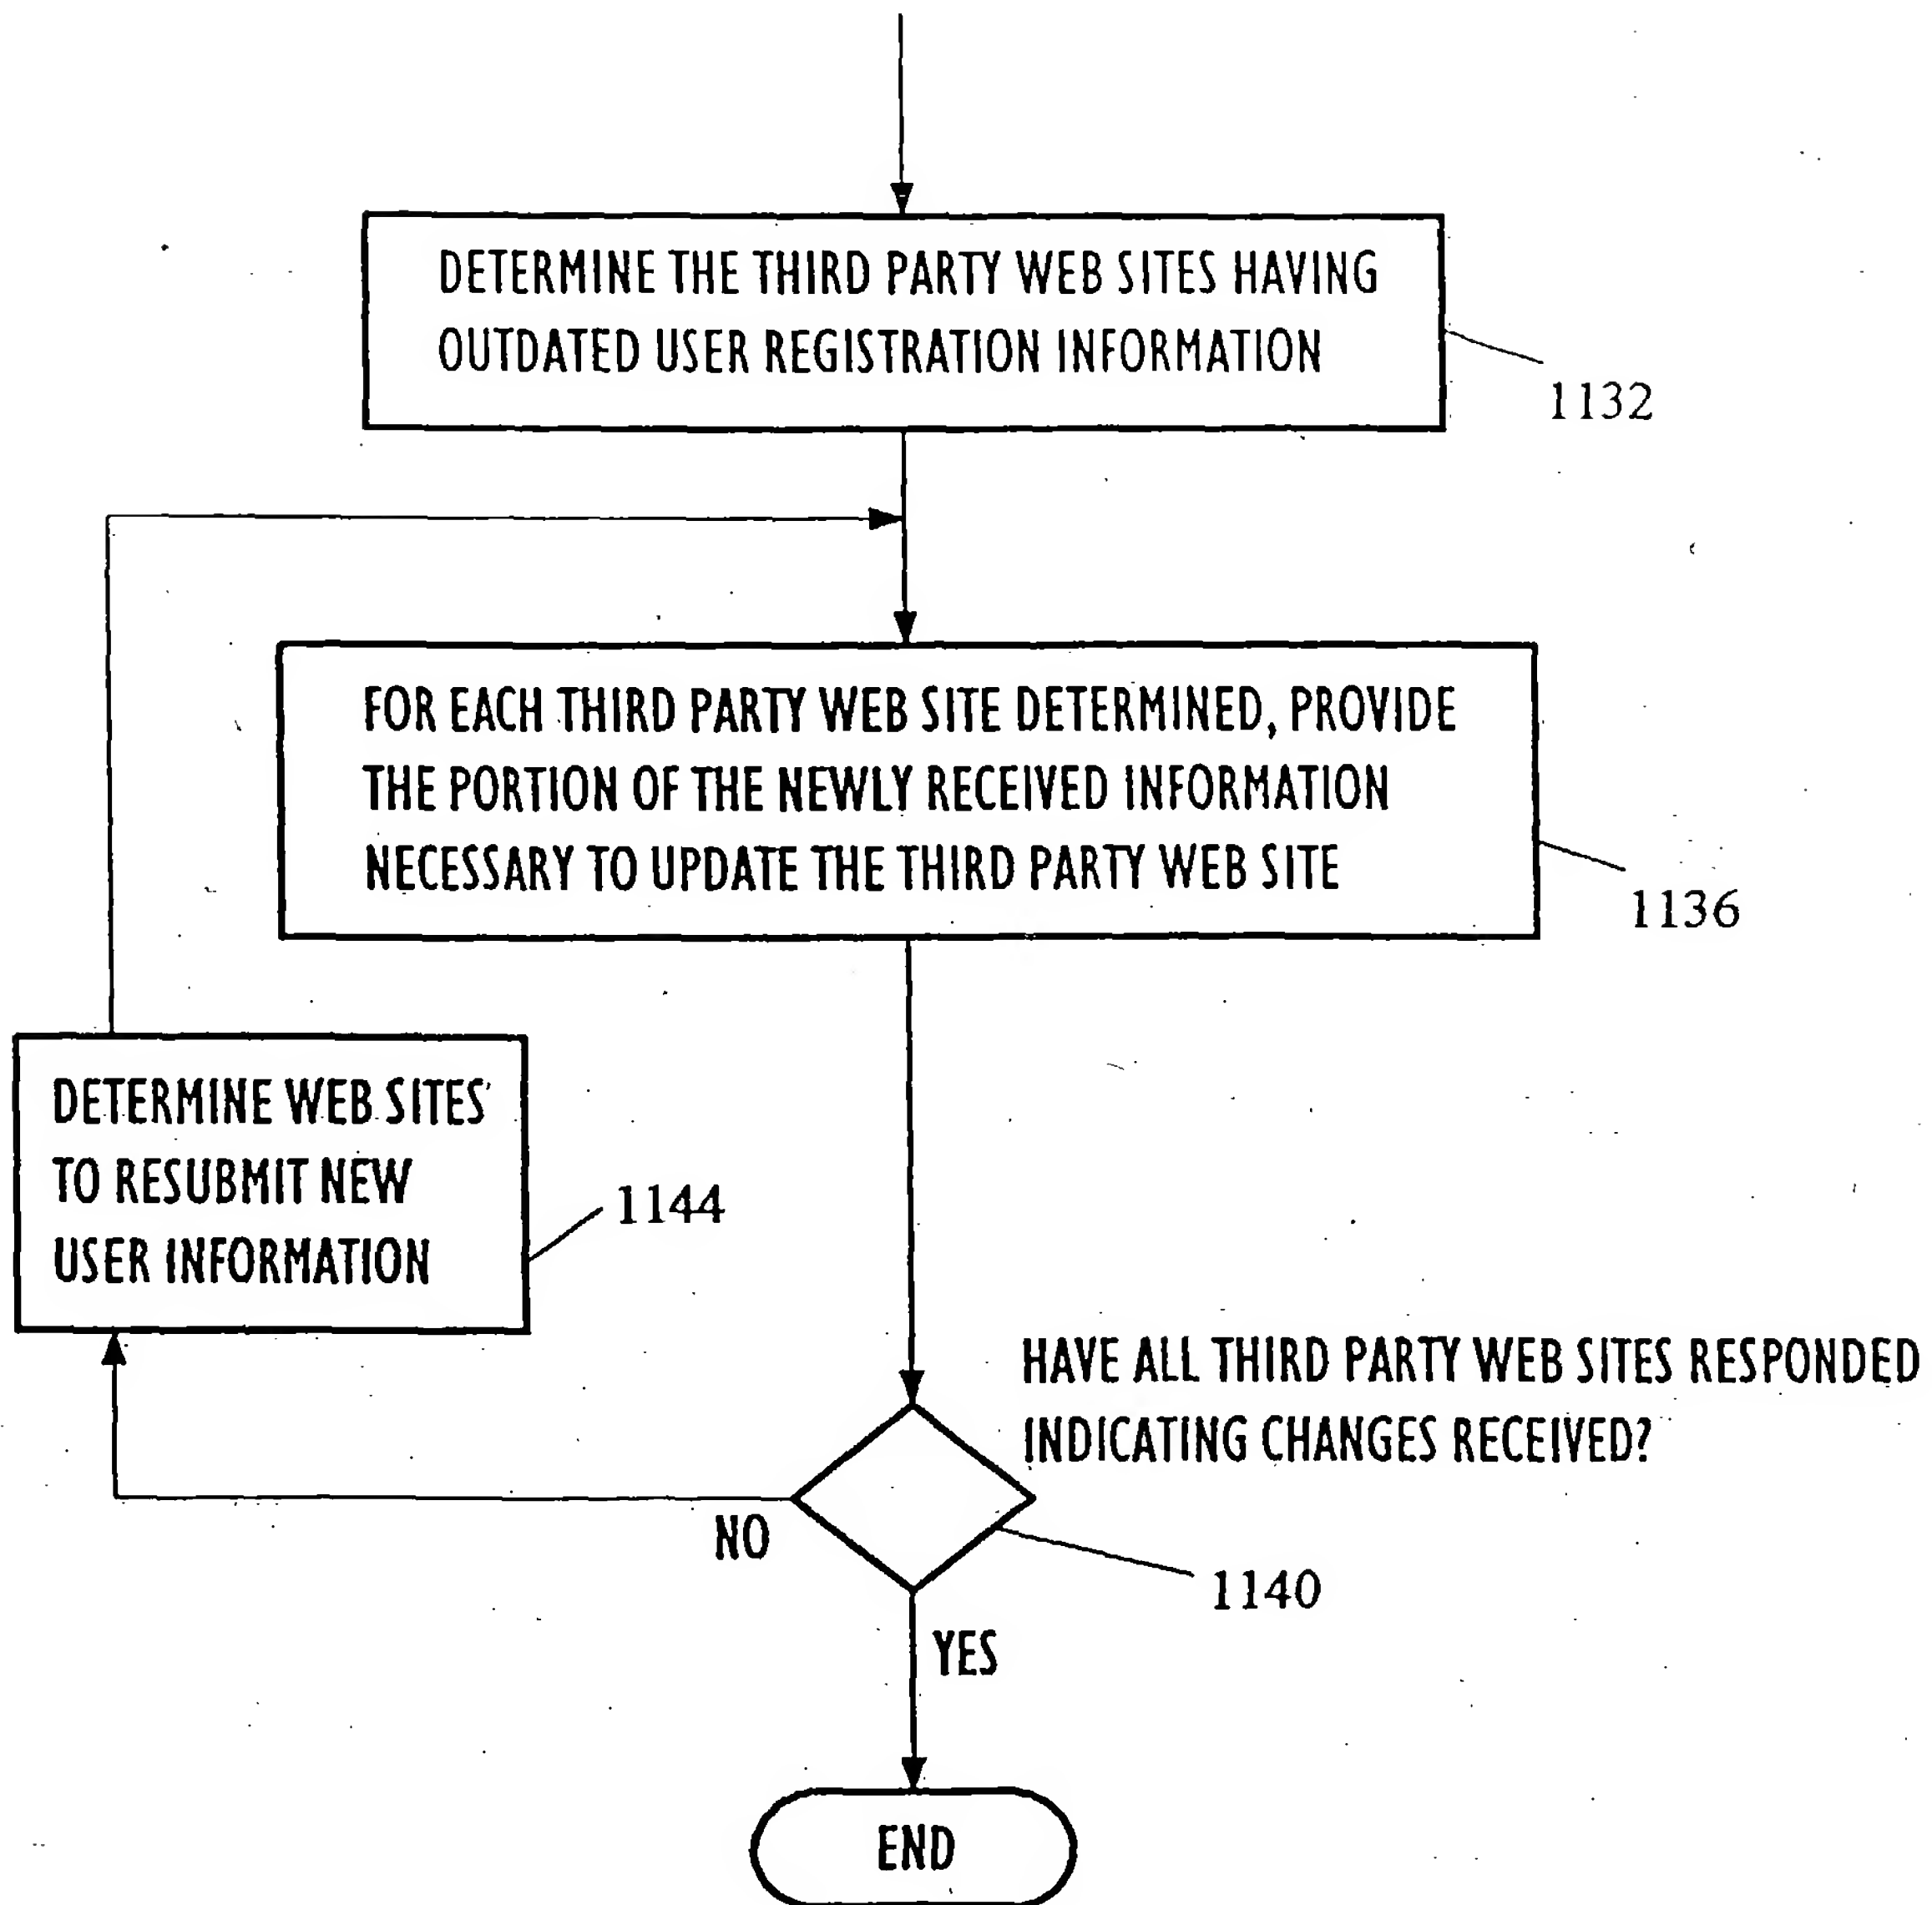 DETERMINE THE THIRD PARTY WEB SITES HAVING
OUTDATED USER REGISTRATION INFORMATION
1132
FOR EACH THIRD PARTY WEB SITE DETERMINED, PROVIDE
THE PORTION OF THE NEWLY RECEIVED INFORMATION
NECESSARY TO UPDATE THE THIRD PARTY WEB SITE
1136
DETERMINE WEB SITES
TO RESUBMIT NEW
USER INFORMATION
1144
HAVE ALL THIRD PARTY WEB SITES RESPONDED
INDICATING CHANGES RECEIVED?
NO
1140
YES
END